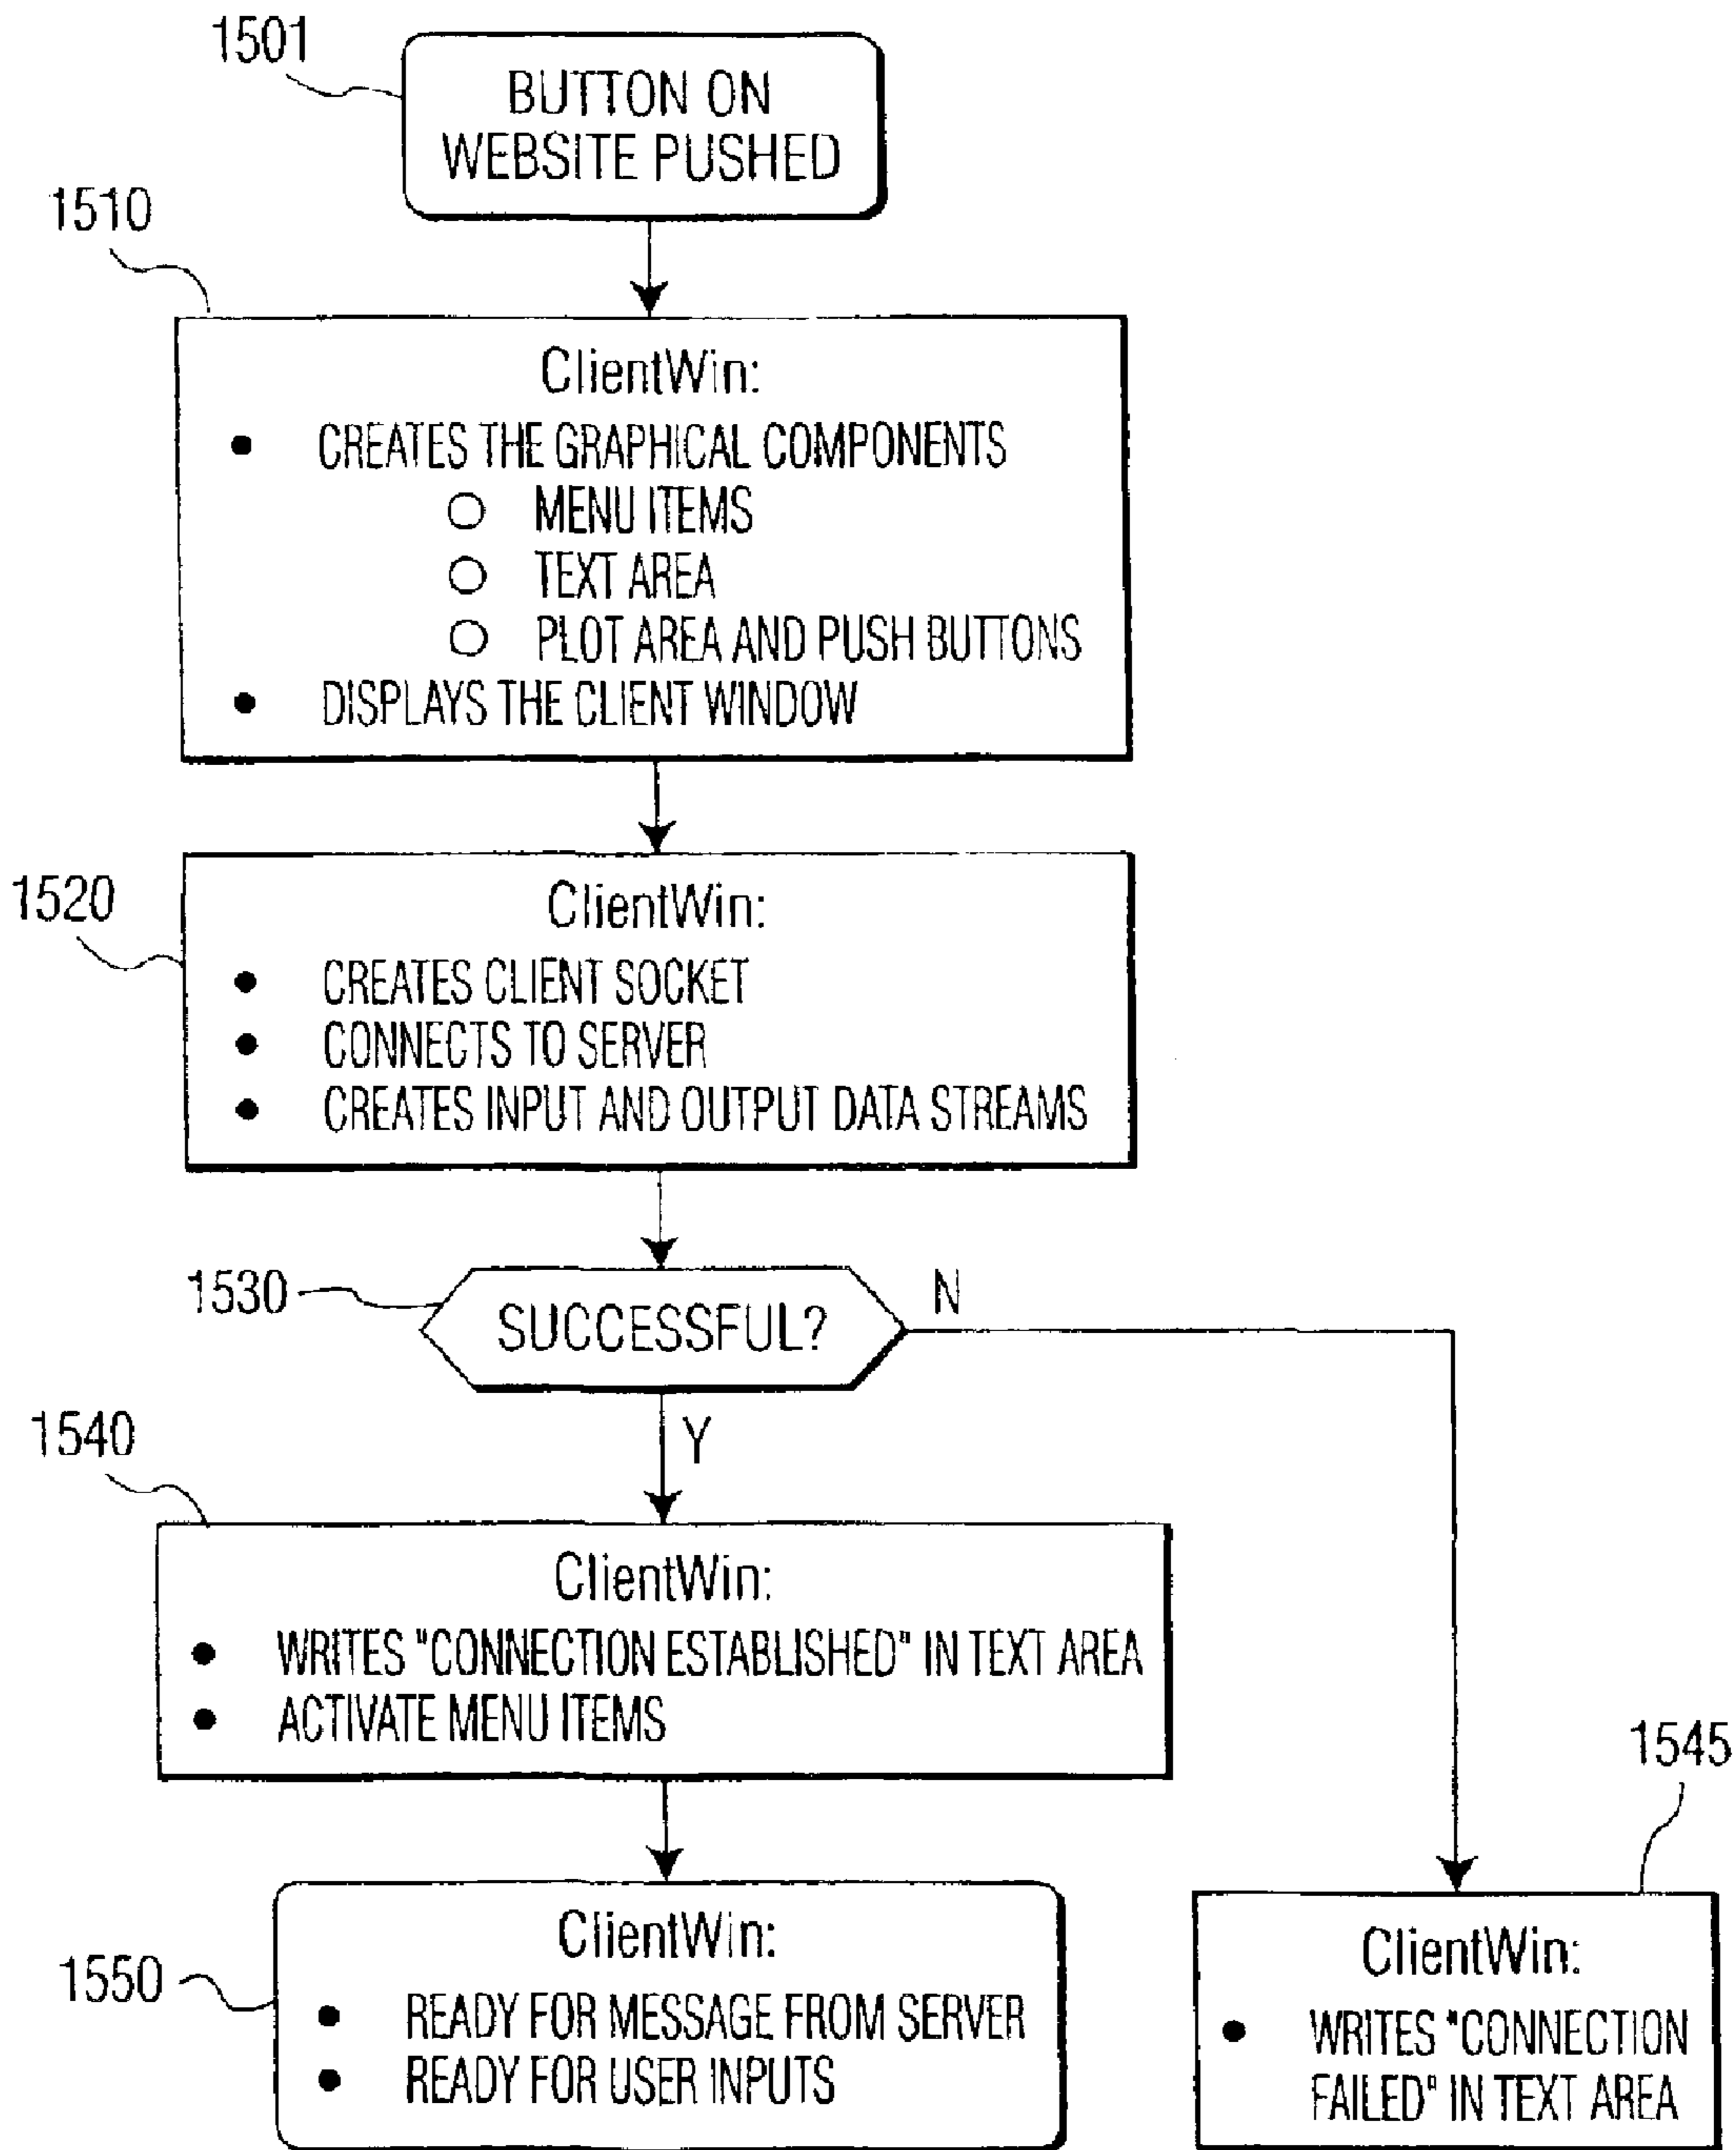 1501
BUTTON ON
WEBSITE PUSHED
1510
ClientWin:
• CREATES THE GRAPHICAL COMPONENTS
○ MENU ITEMS
○ TEXT AREA
○ PLOT AREA AND PUSH BUTTONS
• DISPLAYS THE CLIENT WINDOW
1520
ClientWin:
• CREATES CLIENT SOCKET
• CONNECTS TO SERVER
• CREATES INPUT AND OUTPUT DATA STREAMS
1530
SUCCESSFUL?
N
Y
1540
ClientWin:
• WRITES "CONNECTION ESTABLISHED" IN TEXT AREA
• ACTIVATE MENU ITEMS
1550
ClientWin:
• READY FOR MESSAGE FROM SERVER
• READY FOR USER INPUTS
1545
ClientWin:
• WRITES "CONNECTION
FAILED" IN TEXT AREA